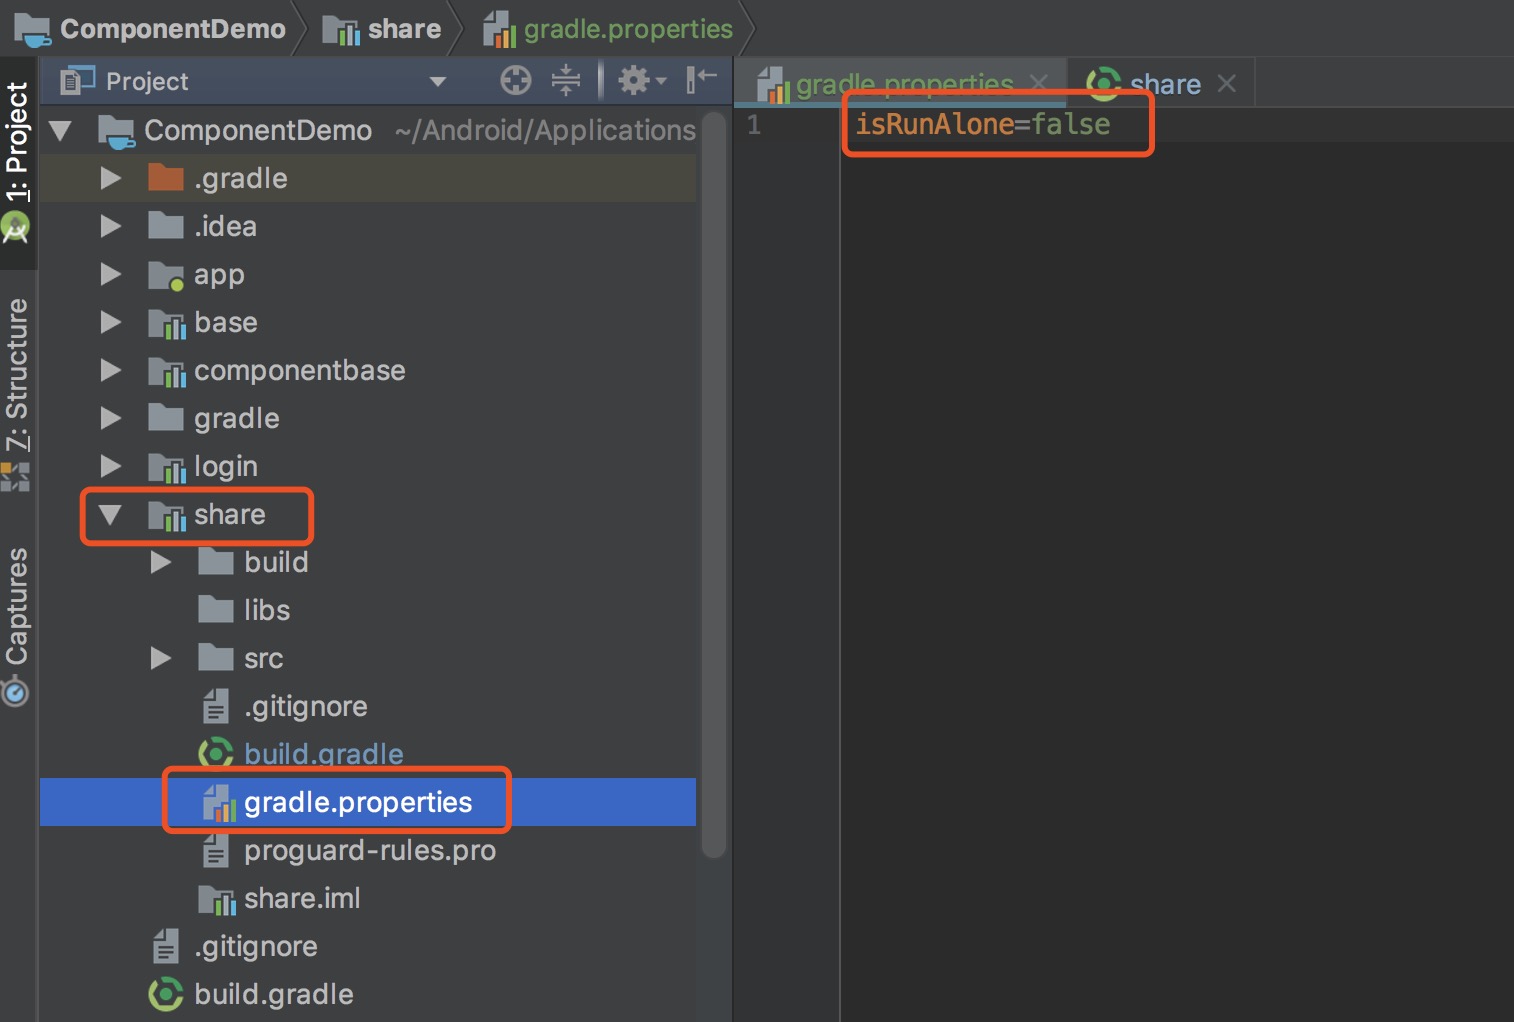 ComponentDemo share gradle.properties
1: Project
7: Structure
Captures
Project
ComponentDemo ~/Android/Applications
.gradle
.idea
app
base
componentbase
gradle
login
share
build
libs
src
.gitignore
build.gradle
gradle.properties
proguard-rules.pro
share.iml
.gitignore
build.gradle
gradle.properties share
1 isRunAlone=false